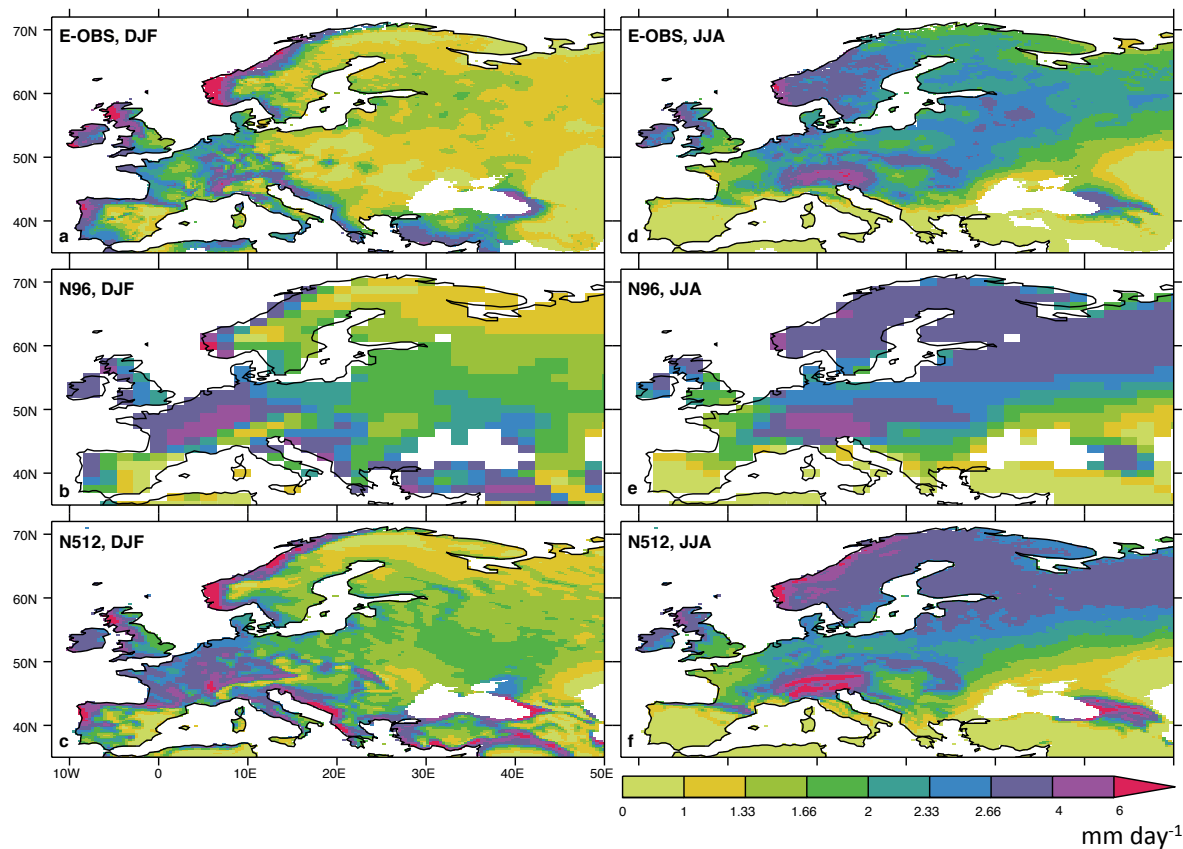 70N
E-OBS, DJF
E-OBS, JJA
60N
50N
40N
a
d
70N
N96, DJF
N96, JJA
60N
50N
40N
b
e
70N
N512, DJF
N512, JJA
60N
50N
40N
c
f
10W 0 10E 20E 30E 40E 50E
0 1 1.33 1.66 2 2.33 2.66 4 6
mm day-1